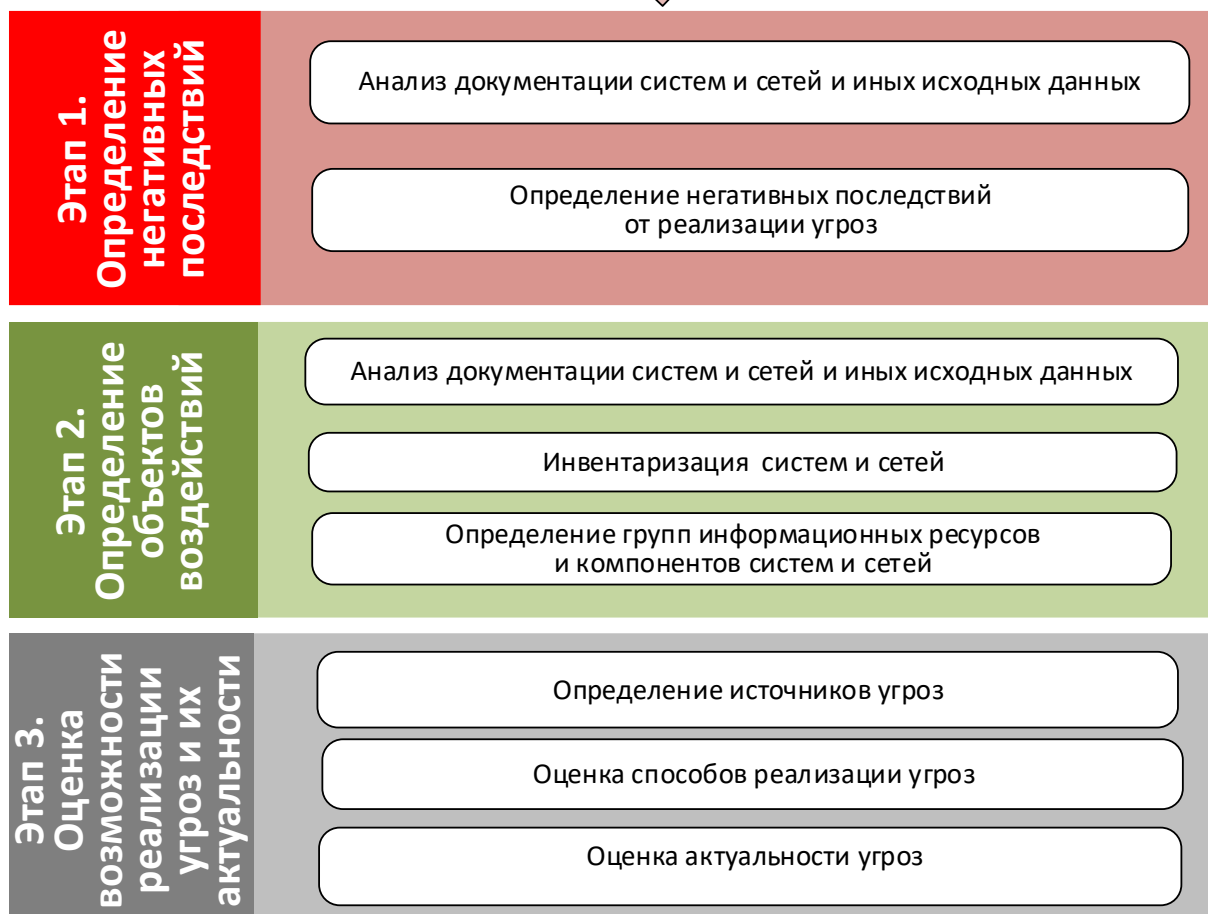 Этап 1.
Определение
негативных
последствий
Анализ документации систем и сетей и иных исходных данных
Определение негативных последствий
от реализации угроз
Этап 2.
Определение
объектов
воздействий
Анализ документации систем и сетей и иных исходных данных
Инвентаризация систем и сетей
Определение групп информационных ресурсов
и компонентов систем и сетей
Этап 3.
Оценка
возможности
реализации
угроз и их
актуальности
Определение источников угроз
Оценка способов реализации угроз
Оценка актуальности угроз